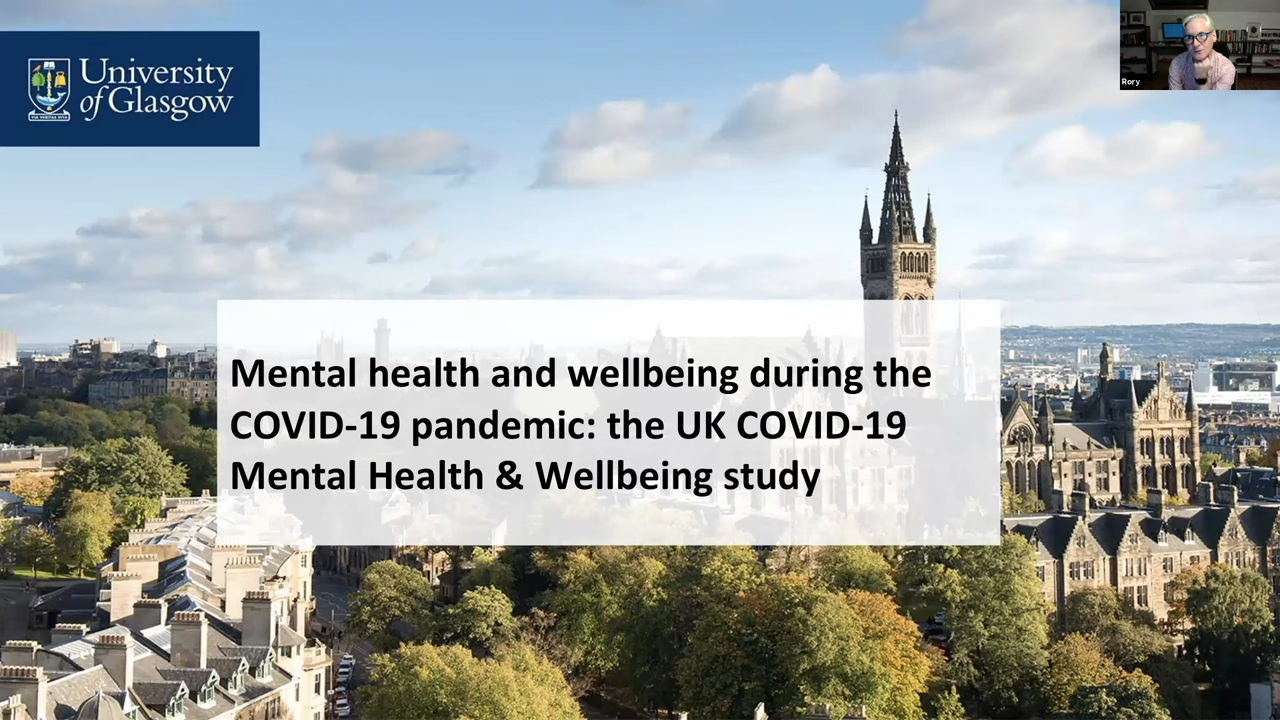 University
of Glasgow
VIA VERITAS VITA
Rory
Mental health and wellbeing during the
COVID-19 pandemic: the UK COVID-19
Mental Health & Wellbeing study